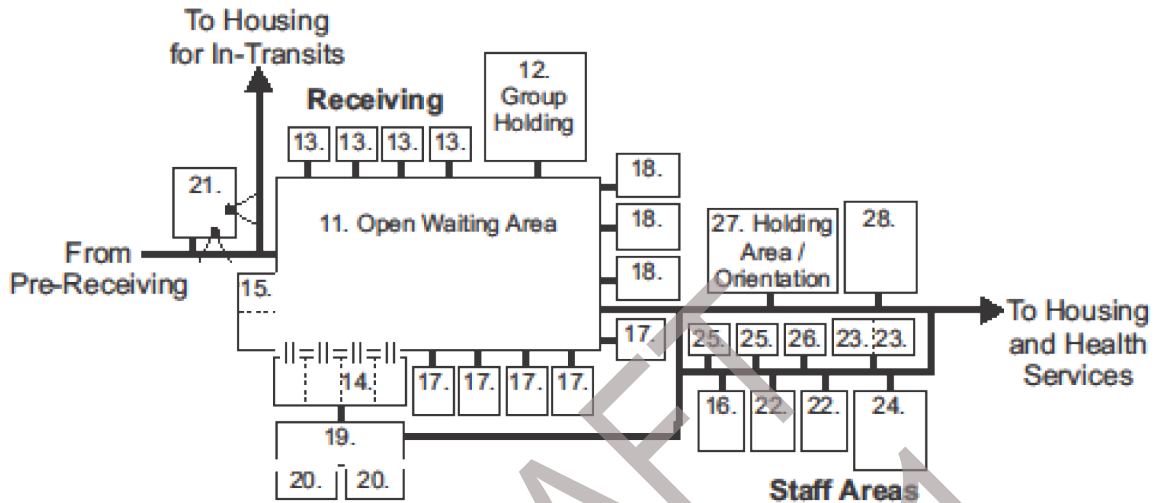 To Housing
for In-Transits
Receiving
12.
Group
Holding
13. 13. 13. 13.
21.
18.
11. Open Waiting Area
18.
27. Holding
Area /
Orientation
28.
From
Pre-Receiving
18.
15.
To Housing
and Health
Services
17.
25. 25. 26. 23. 23.
14.
17. 17. 17. 17.
16. 22. 22. 24.
19.
20. 20.
Staff Areas